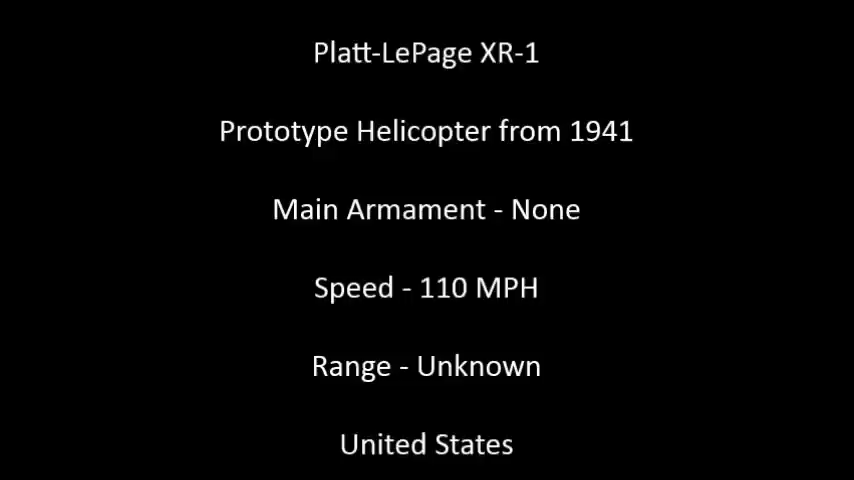 Platt-LePage XR-1
Prototype Helicopter from 1941
Main Armament - None
Speed - 110 MPH
Range - Unknown
United States